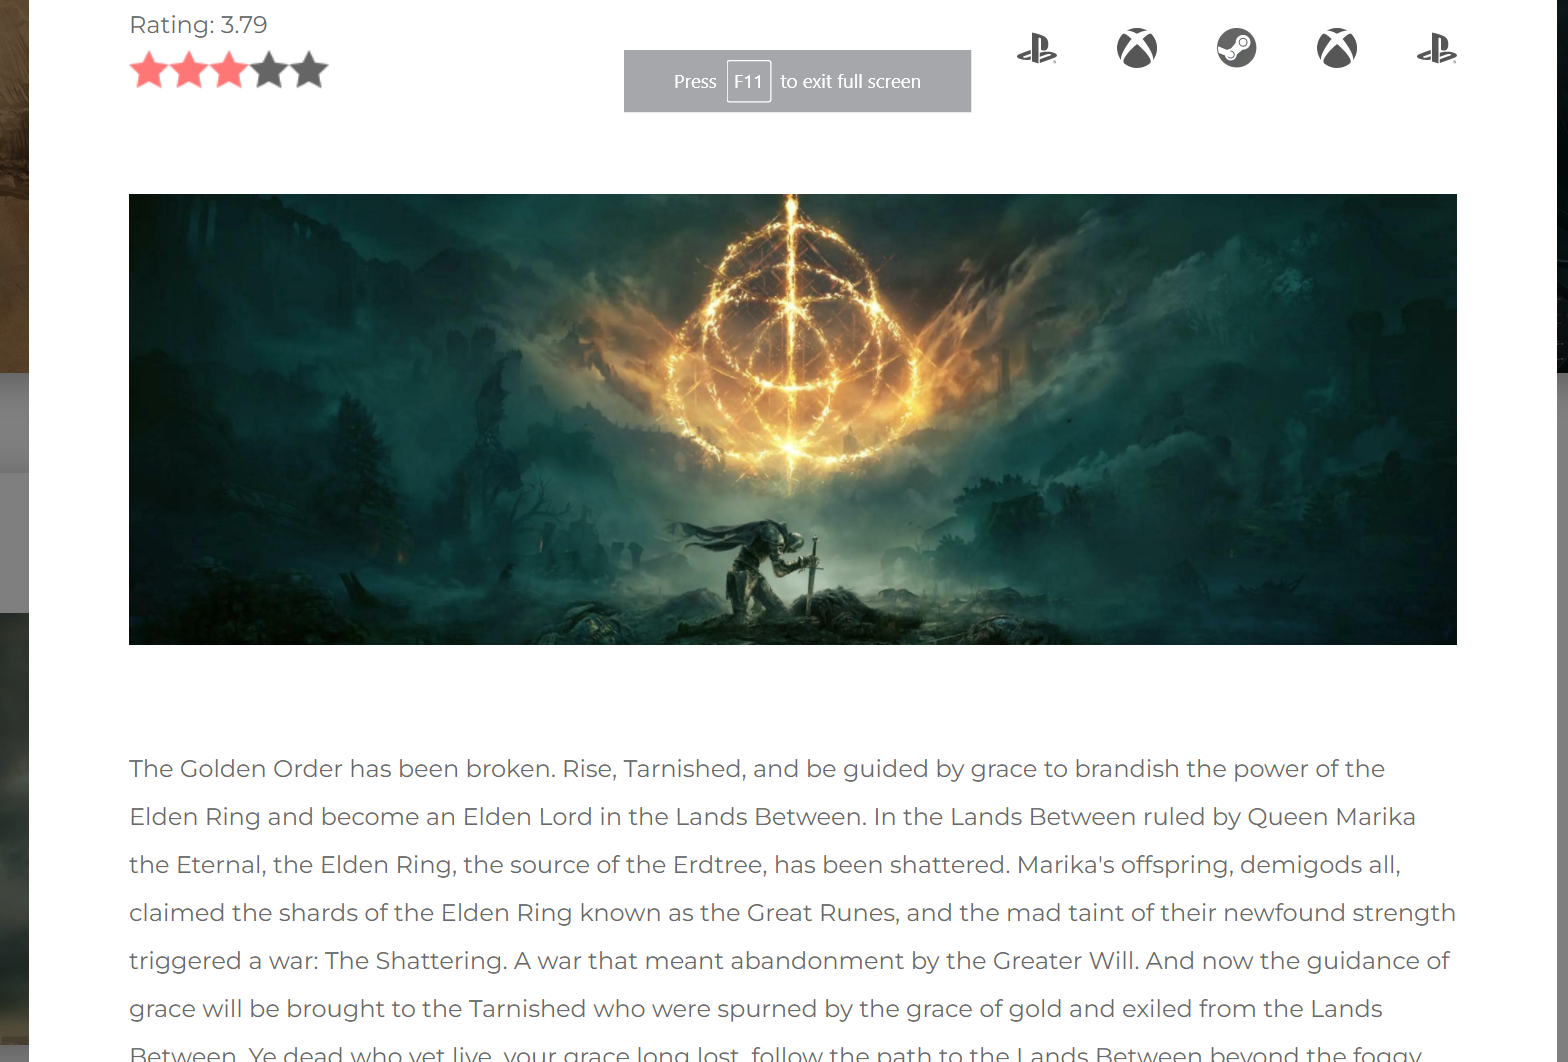 Rating: 3.79
Press F11 to exit full screen
The Golden Order has been broken. Rise, Tarnished, and be guided by grace to brandish the power of the
Elden Ring and become an Elden Lord in the Lands Between. In the Lands Between ruled by Queen Marika
the Eternal, the Elden Ring, the source of the Erdtree, has been shattered. Marika's offspring, demigods all,
claimed the shards of the Elden Ring known as the Great Runes, and the mad taint of their newfound strength
triggered a war: The Shattering. A war that meant abandonment by the Greater Will. And now the guidance of
grace will be brought to the Tarnished who were spurned by the grace of gold and exiled from the Lands
Between. Ye dead who yet live, your grace long lost, follow the path to the Lands Between beyond the foggy